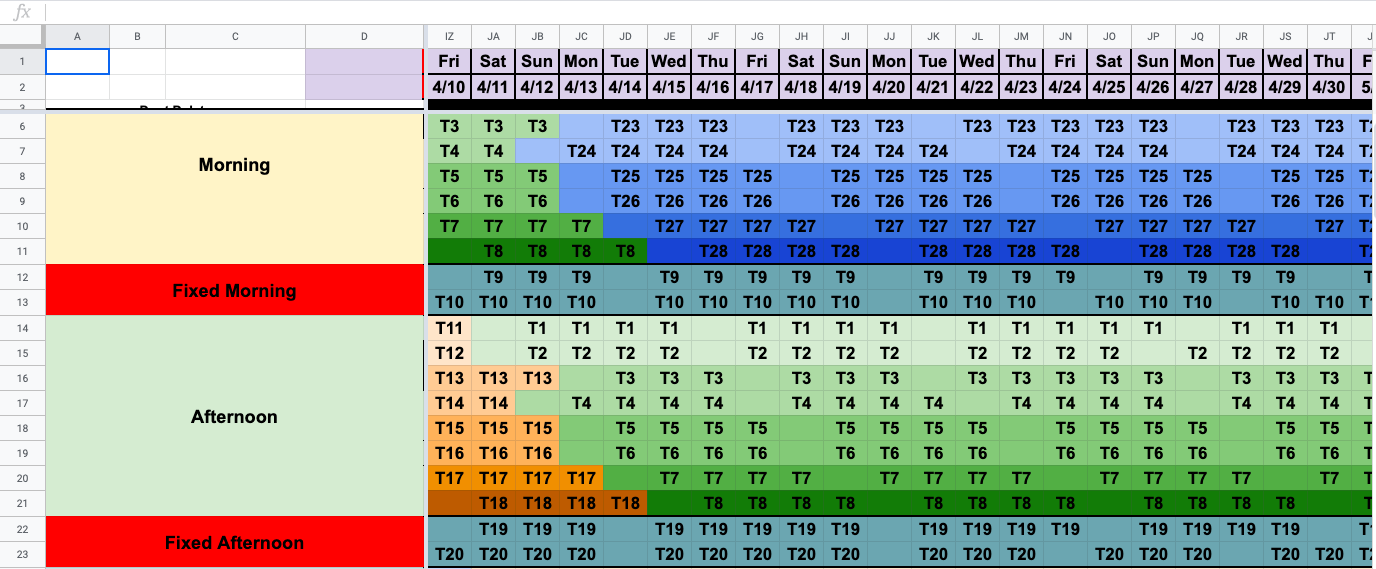 fx
A B C D IZ JA JB JC JD JE JF JG JH JI JJ JK JL JM JN JO JP JQ JR JS JT
1 Fri Sat Sun Mon Tue Wed Thu Fri Sat Sun Mon Tue Wed Thu Fri Sat Sun Mon Tue Wed Thu F
2 4/10 4/11 4/12 4/13 4/14 4/15 4/16 4/17 4/18 4/19 4/20 4/21 4/22 4/23 4/24 4/25 4/26 4/27 4/28 4/29 4/30 5/
6 T3 T3 T3 T23 T23 T23 T23 T23 T23 T23 T23 T23 T23 T23 T23 T23 T23
7 T4 T4 T24 T24 T24 T24 T24 T24 T24 T24 T24 T24 T24 T24 T24 T24 T24
Morning
8 T5 T5 T5 T25 T25 T25 T25 T25 T25 T25 T25 T25 T25 T25 T25 T25 T25
9 T6 T6 T6 T26 T26 T26 T26 T26 T26 T26 T26 T26 T26 T26 T26 T26 T26
10 T7 T7 T7 T7 T27 T27 T27 T27 T27 T27 T27 T27 T27 T27 T27 T27 T27
11 T8 T8 T8 T8 T28 T28 T28 T28 T28 T28 T28 T28 T28 T28 T28 T28
12 T9 T9 T9 T9 T9 T9 T9 T9 T9 T9 T9 T9 T9 T9 T9 T9
Fixed Morning
13 T10 T10 T10 T10 T10 T10 T10 T10 T10 T10 T10 T10 T10 T10 T10 T10 T10
14 T11 T1 T1 T1 T1 T1 T1 T1 T1 T1 T1 T1 T1 T1 T1 T1 T1
15 T12 T2 T2 T2 T2 T2 T2 T2 T2 T2 T2 T2 T2 T2 T2 T2 T2
16 T13 T13 T13 T3 T3 T3 T3 T3 T3 T3 T3 T3 T3 T3 T3 T3 T3
17 T14 T14 T4 T4 T4 T4 T4 T4 T4 T4 T4 T4 T4 T4 T4 T4 T4
Afternoon
18 T15 T15 T15 T5 T5 T5 T5 T5 T5 T5 T5 T5 T5 T5 T5 T5 T5
19 T16 T16 T16 T6 T6 T6 T6 T6 T6 T6 T6 T6 T6 T6 T6 T6 T6
20 T17 T17 T17 T17 T7 T7 T7 T7 T7 T7 T7 T7 T7 T7 T7 T7 T7
21 T18 T18 T18 T18 T8 T8 T8 T8 T8 T8 T8 T8 T8 T8 T8 T8
22 T19 T19 T19 T19 T19 T19 T19 T19 T19 T19 T19 T19 T19 T19 T19 T19
Fixed Afternoon
23 T20 T20 T20 T20 T20 T20 T20 T20 T20 T20 T20 T20 T20 T20 T20 T20 T20